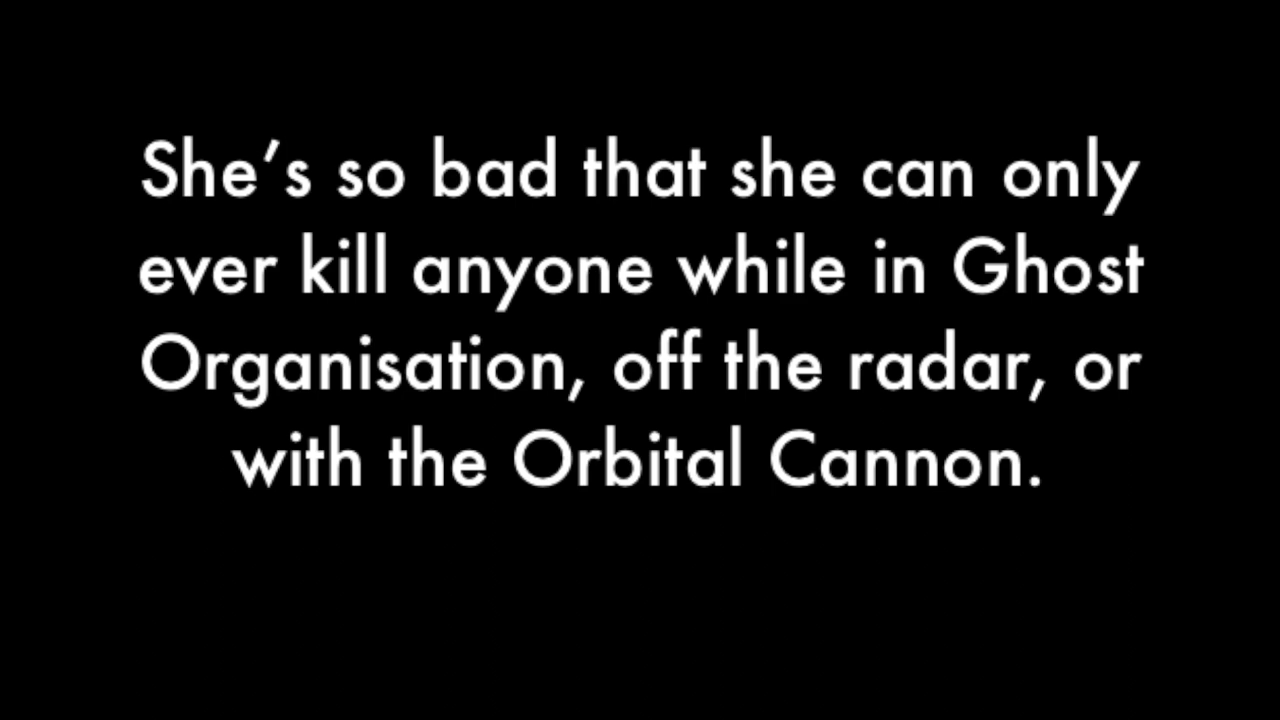 She’s so bad that she can only
ever kill anyone while in Ghost
Organisation, off the radar, or
with the Orbital Cannon.